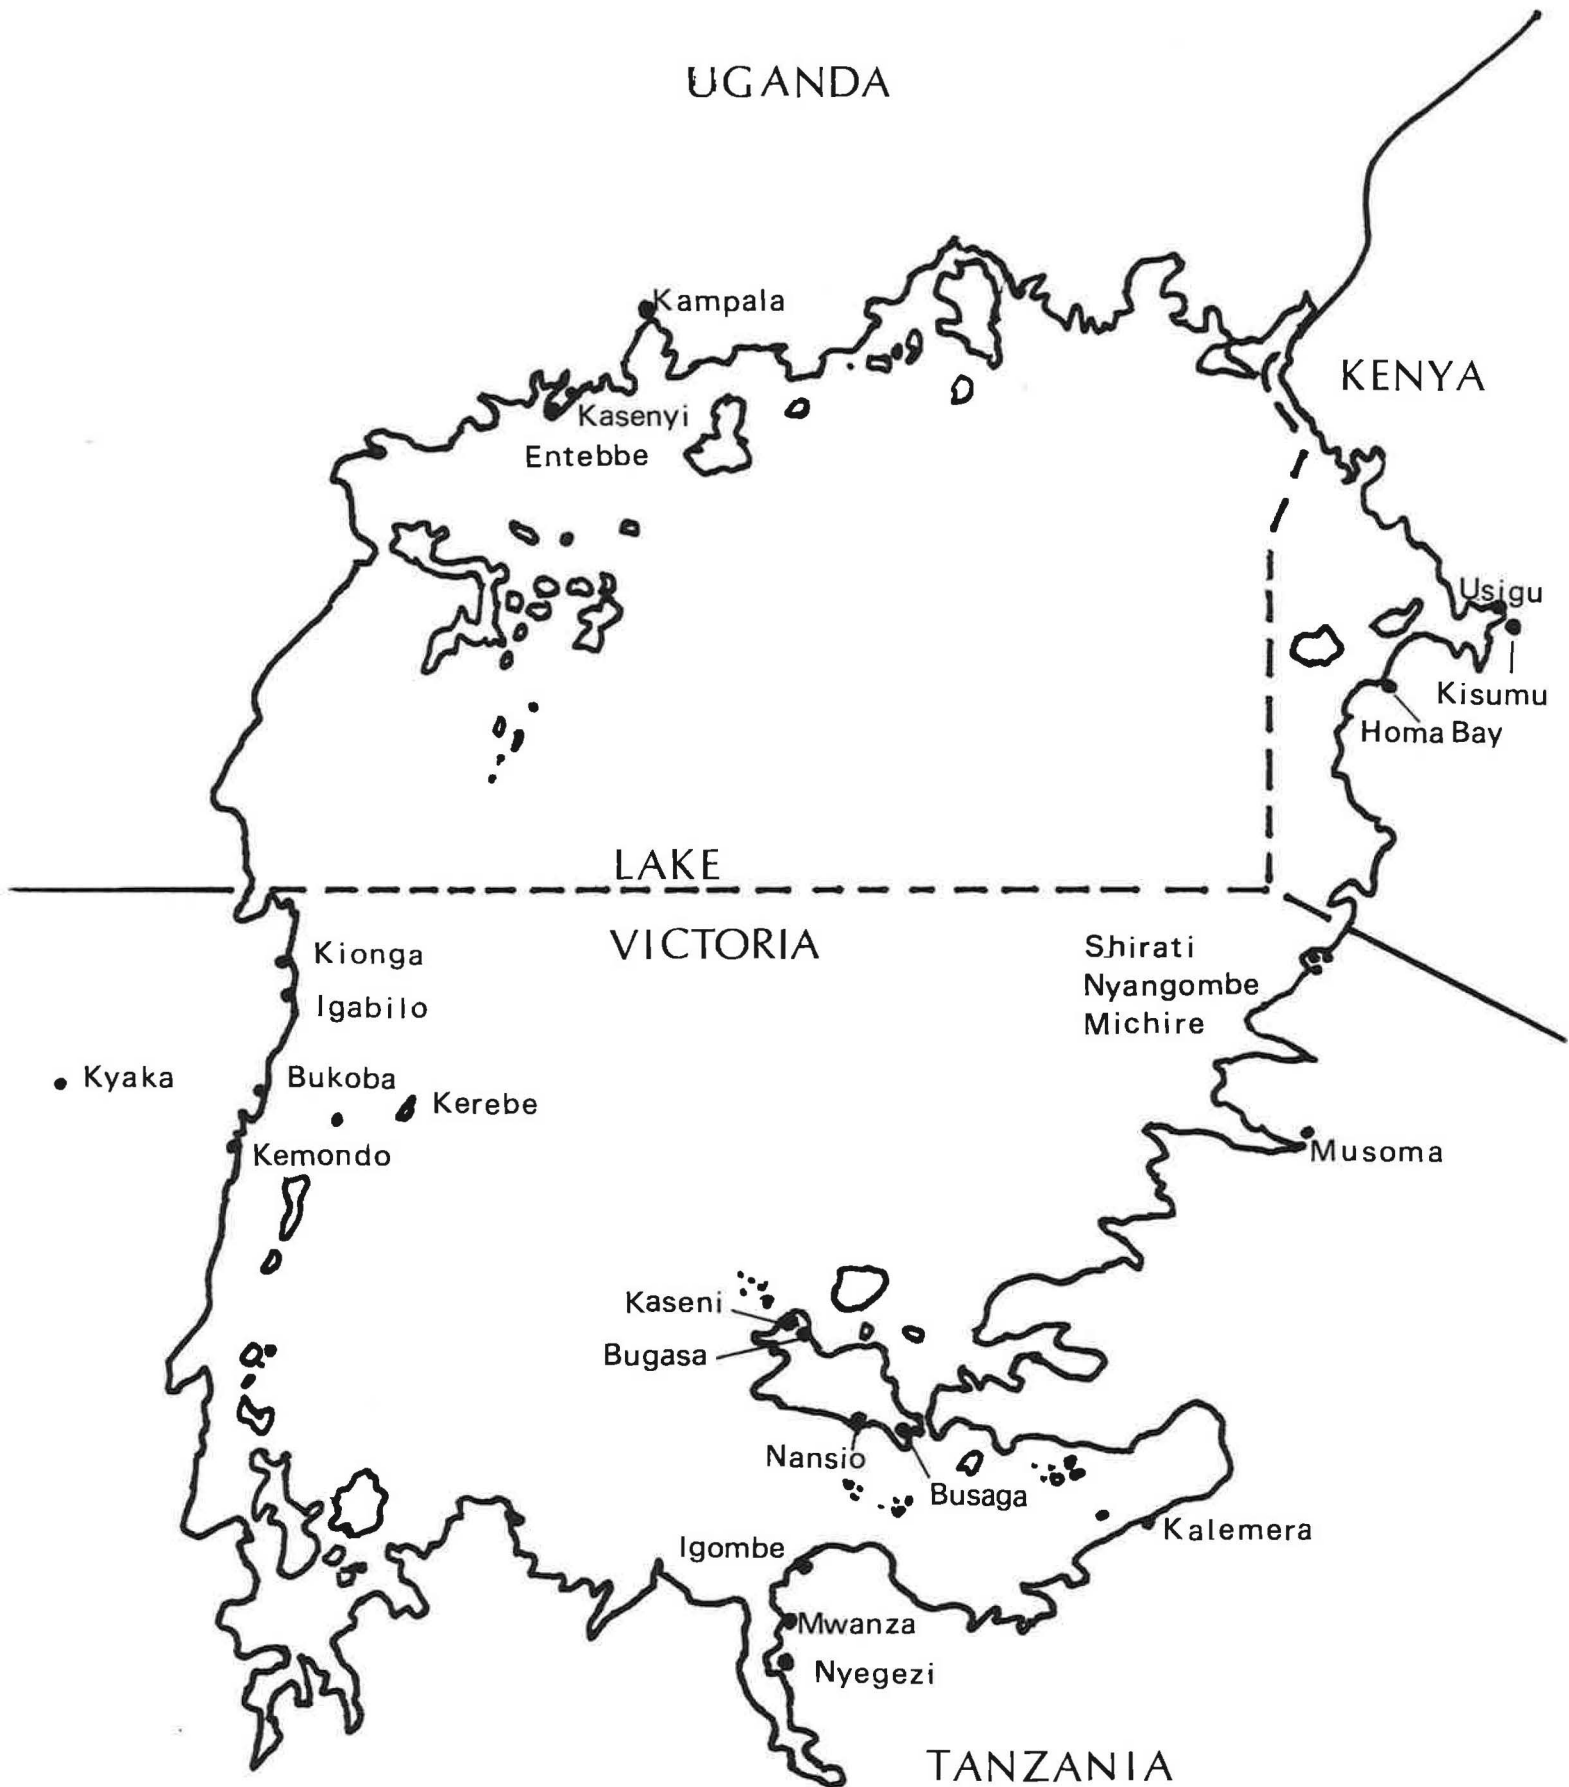 UGANDA
Kampala
KENYA
Kasenyi
Entebbe
Usigu
Kisumu
Homa Bay
LAKE
VICTORIA
Kionga
Igabilo
Shirati
Nyangombe
Michire
Kyaka
Bukoba
Kerebe
Kemondo
Musoma
Kaseni
Bugasa
Nansio
Busaga
Kalemera
Igombe
Mwanza
Nyegezi
TANZANIA